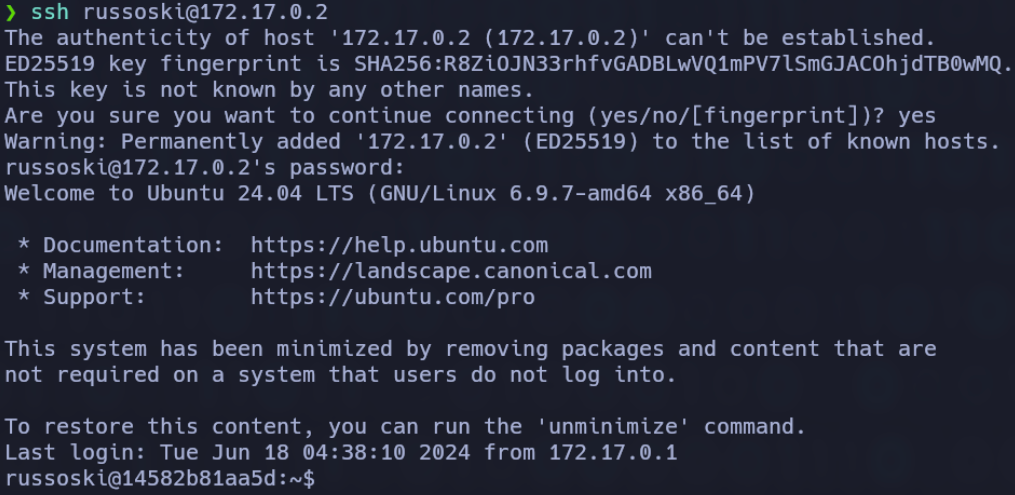 ❯ ssh russoski@172.17.0.2
The authenticity of host '172.17.0.2 (172.17.0.2)' can't be established.
ED25519 key fingerprint is SHA256:R8ZiOJN33rhfvGADBLwVQ1mPV7lSmGJACOhjdTB0wMQ.
This key is not known by any other names.
Are you sure you want to continue connecting (yes/no/[fingerprint])? yes
Warning: Permanently added '172.17.0.2' (ED25519) to the list of known hosts.
russoski@172.17.0.2's password:
Welcome to Ubuntu 24.04 LTS (GNU/Linux 6.9.7-amd64 x86_64)

 * Documentation:  https://help.ubuntu.com
 * Management:     https://landscape.canonical.com
 * Support:        https://ubuntu.com/pro

This system has been minimized by removing packages and content that are
not required on a system that users do not log into.

To restore this content, you can run the 'unminimize' command.
Last login: Tue Jun 18 04:38:10 2024 from 172.17.0.1
russoski@14582b81aa5d:~$